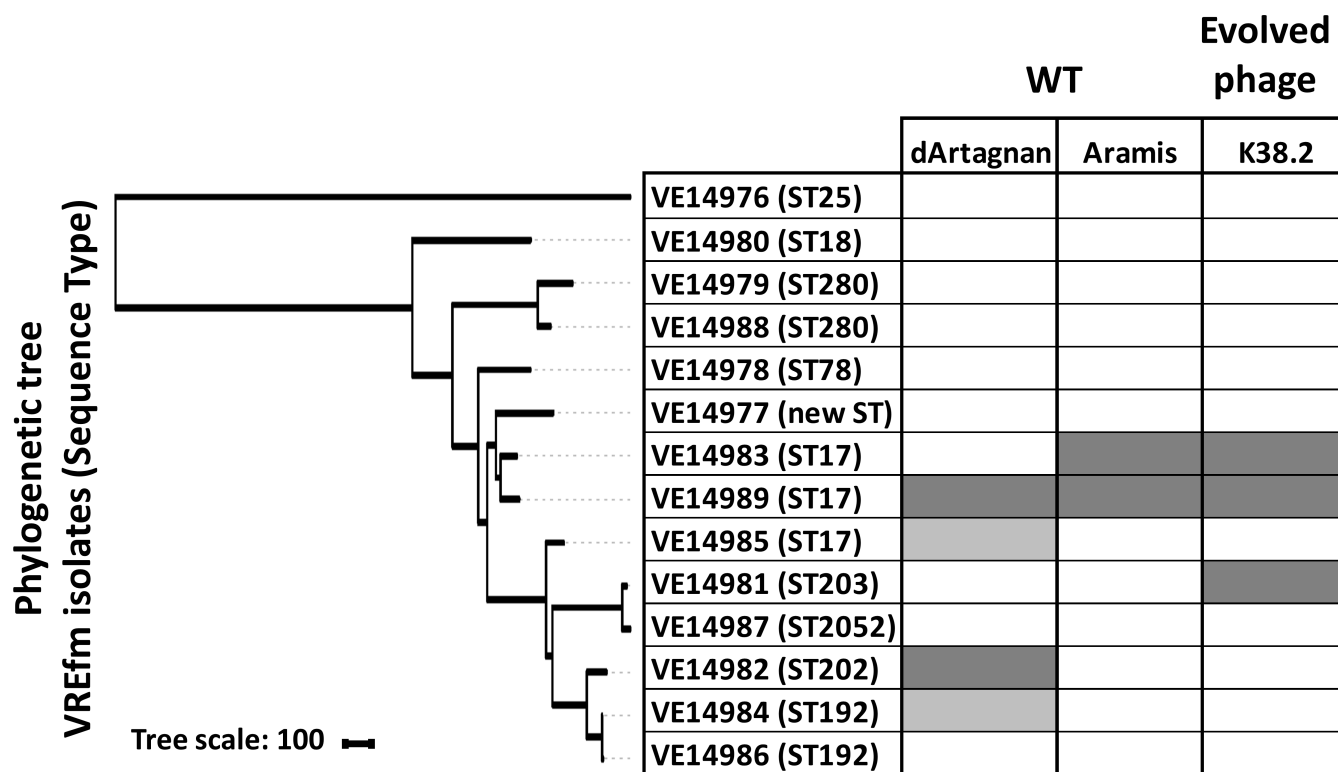 Evolved
phage
WT
dArtagnan
Aramis
K38.2
Phylogenetic tree
VREfm isolates (Sequence Type)
VE14976 (ST25)
VE14980 (ST18)
VE14979 (ST280)
VE14988 (ST280)
VE14978 (ST78)
VE14977 (new ST)
VE14983 (ST17)
VE14989 (ST17)
VE14985 (ST17)
VE14981 (ST203)
VE14987 (ST2052)
VE14982 (ST202)
VE14984 (ST192)
VE14986 (ST192)
Tree scale: 100